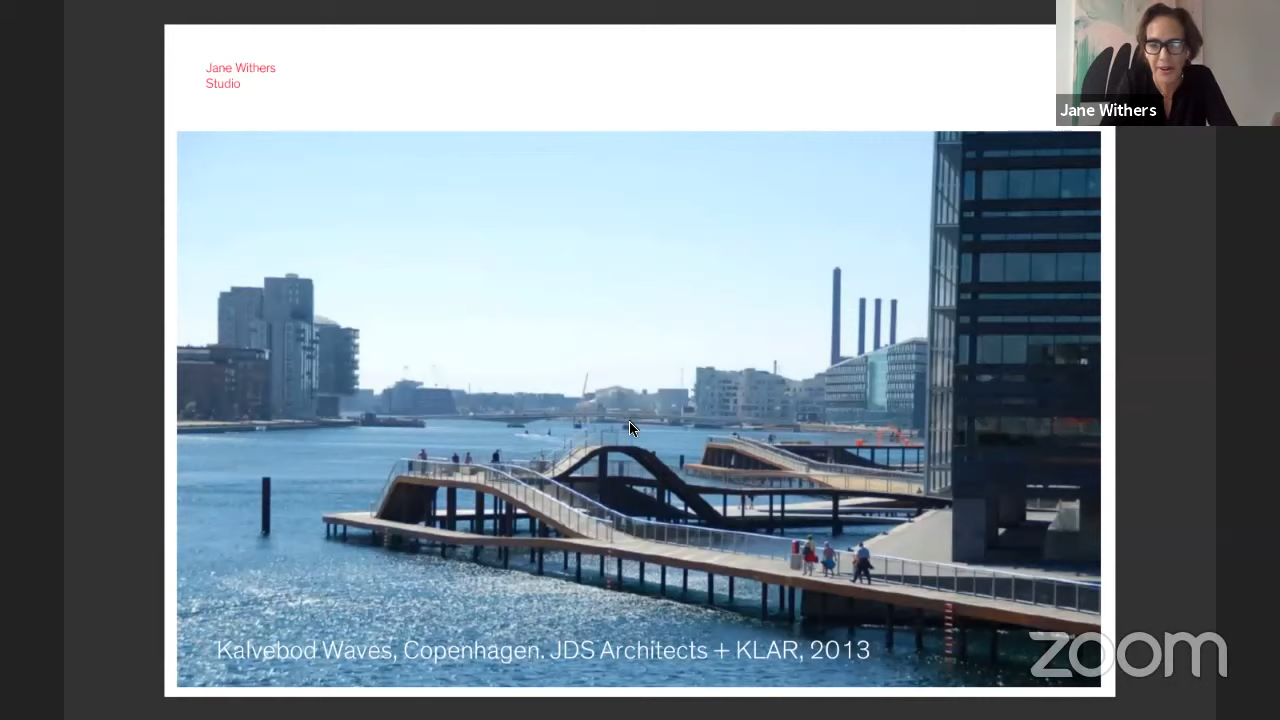 Jane Withers
Studio
Jane Withers
Kalvebod Waves, Copenhagen. JDS Architects + KLAR, 2013
zoom